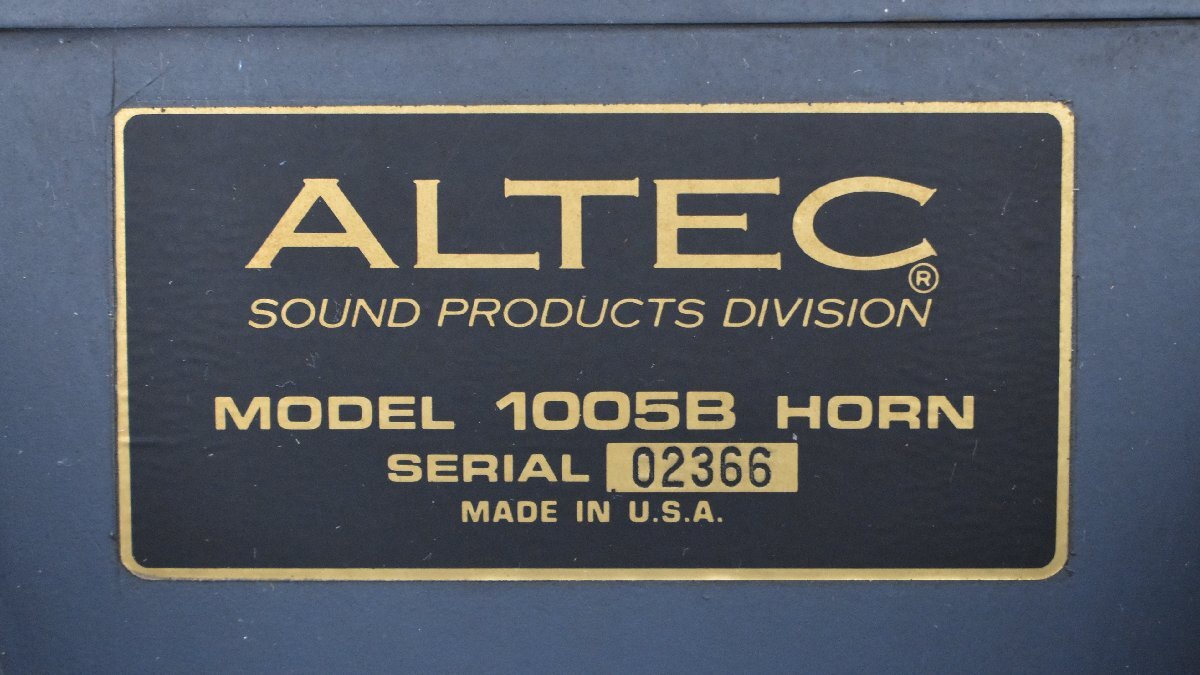 ALTEC®
SOUND PRODUCTS DIVISION
MODEL 1005B HORN
SERIAL 02366
MADE IN U.S.A.